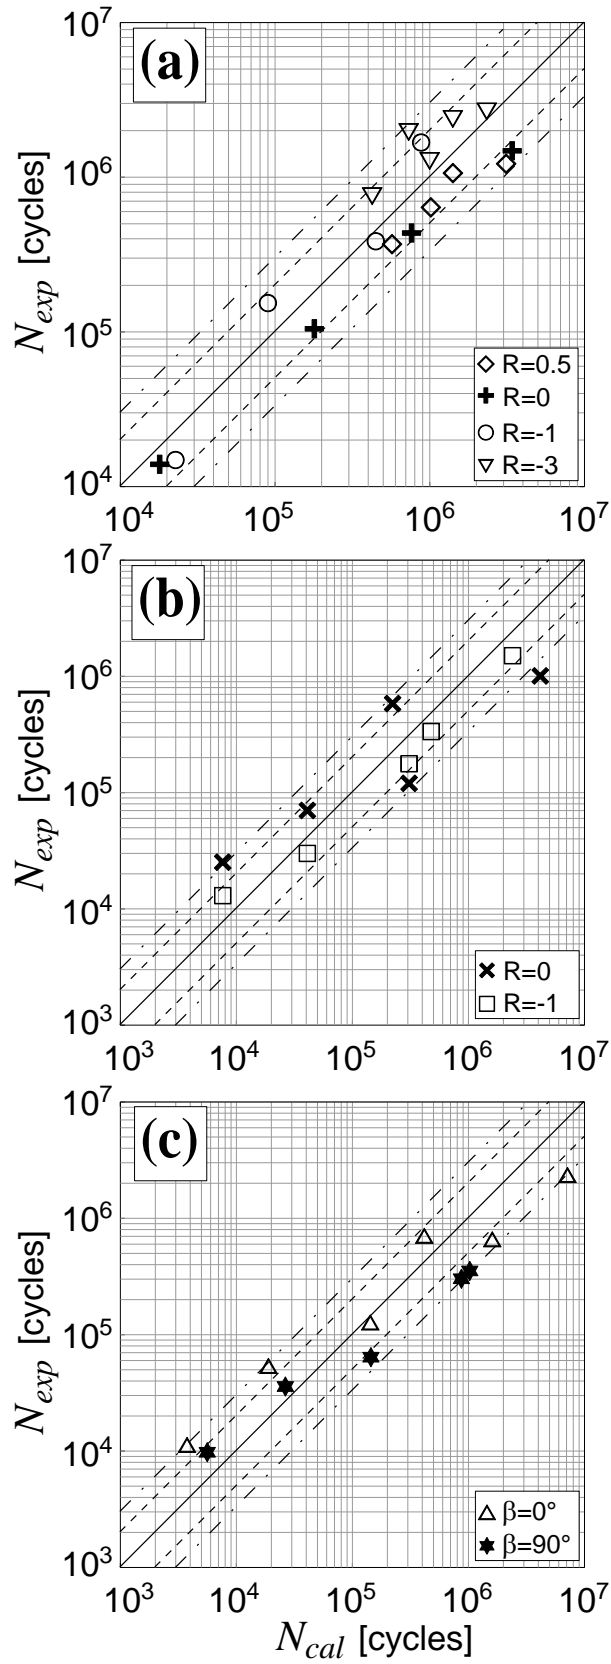 10^7
(a)
10^6
N_exp [cycles]
10^5
R=0.5
R=0
R=-1
R=-3
10^4
10^4 10^5 10^6 10^7
10^7
(b)
10^6
N_exp [cycles]
10^5
10^4
R=0
R=-1
10^3
10^3 10^4 10^5 10^6 10^7
10^7
(c)
10^6
N_exp [cycles]
10^5
10^4
β=0°
β=90°
10^3
10^3 10^4 10^5 10^6 10^7
N_cal [cycles]